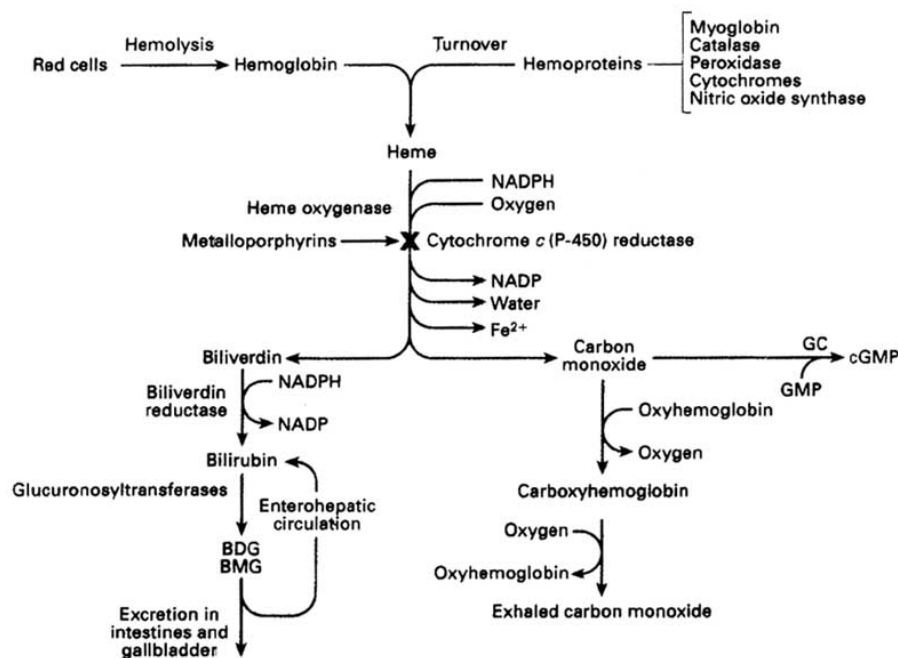 Hemolysis
Turnover
Red cells
Hemoglobin
Hemoproteins
Myoglobin
Catalase
Peroxidase
Cytochromes
Nitric oxide synthase
Heme
NADPH
Oxygen
Heme oxygenase
Metalloporphyrins
X
Cytochrome c (P-450) reductase
NADP
Water
Fe2+
Biliverdin
Carbon
monoxide
GC
cGMP
GMP
Biliverdin
reductase
NADPH
NADP
Oxyhemoglobin
Oxygen
Bilirubin
Glucuronosyltransferases
Enterohepatic
circulation
Carboxyhemoglobin
BDG
BMG
Oxygen
Oxyhemoglobin
Excretion in
intestines and
gallbladder
Exhaled carbon monoxide